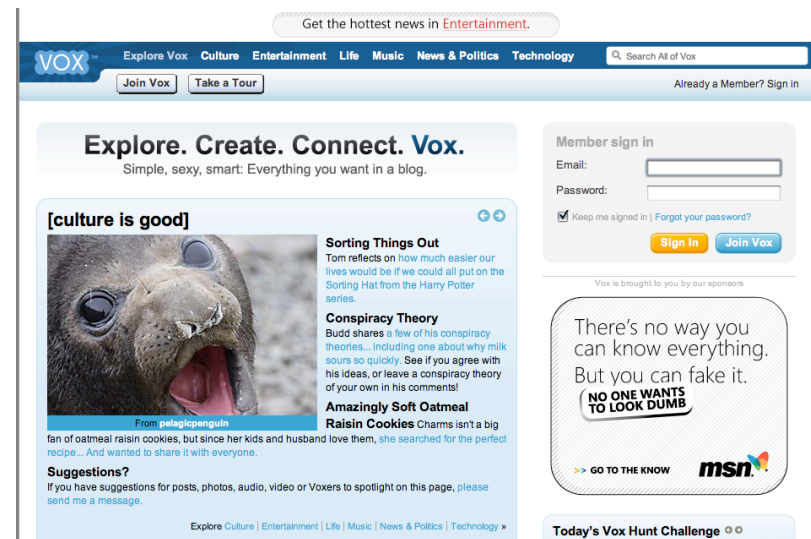 Get the hottest news in Entertainment.
VOX™ Explore Vox Culture Entertainment Life Music News & Politics Technology Search All of Vox
Join Vox Take a Tour Already a Member? Sign in
Explore. Create. Connect. Vox.
Simple, sexy, smart: Everything you want in a blog.
[culture is good]
Sorting Things Out
Tom reflects on how much easier our
lives would be if we could all put on the
Sorting Hat from the Harry Potter
series.
Conspiracy Theory
Budd shares a few of his conspiracy
theories... including one about why milk
sours so quickly. See if you agree with
his ideas, or leave a conspiracy theory
of your own in his comments!
From pelagicpenguin
Amazingly Soft Oatmeal
Raisin Cookies Charms isn't a big
fan of oatmeal raisin cookies, but since her kids and husband love them, she searched for the perfect
recipe... And wanted to share it with everyone.
Suggestions?
If you have suggestions for posts, photos, audio, video or Voxers to spotlight on this page, please
send me a message.
Explore Culture | Entertainment | Life | Music | News & Politics | Technology »
Member sign in
Email:
Password:
Keep me signed in | Forgot your password?
Sign In Join Vox
Vox is brought to you by our sponsors
There's no way you
can know everything.
But you can fake it.
NO ONE WANTS
TO LOOK DUMB
>> GO TO THE KNOW msn
Today's Vox Hunt Challenge